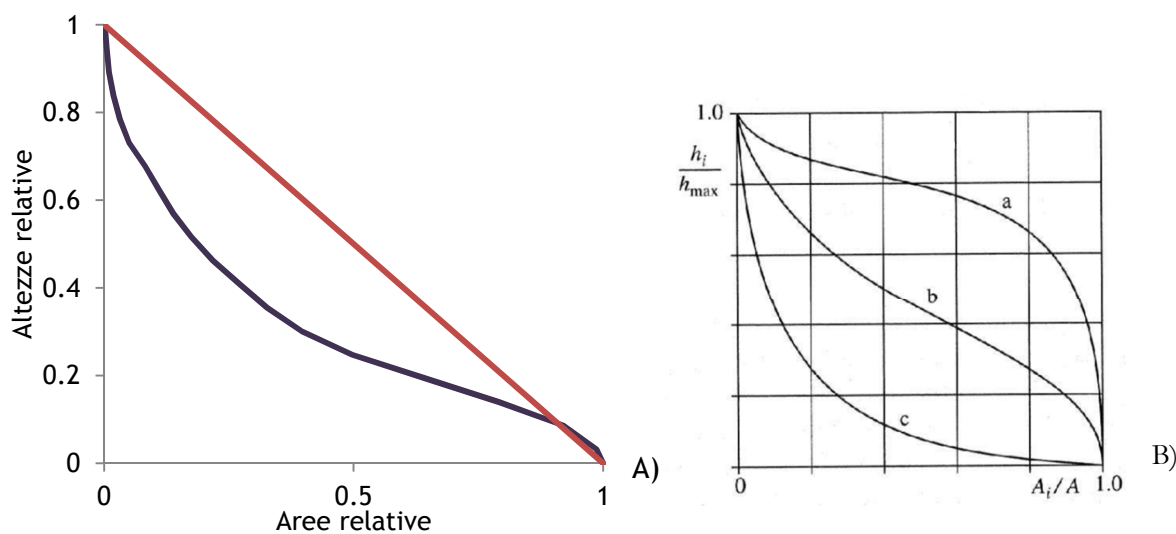 1
0.8
0.6
0.4
0.2
0
Altezze relative
0
0.5
1
Aree relative
A)
1.0
h_i
h_max
a
b
c
0
A_i / A
1.0
B)